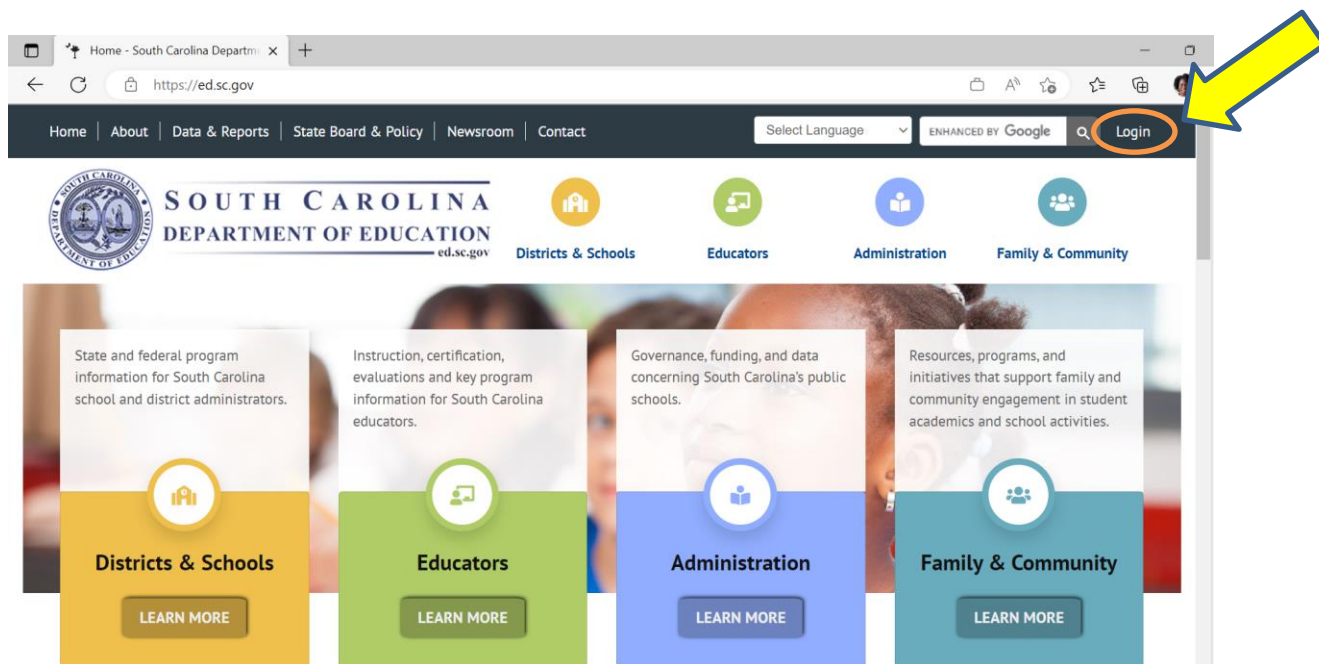 Home - South Carolina Departm
https://ed.sc.gov
Home About Data & Reports State Board & Policy Newsroom Contact Select Language ENHANCED BY Google Login
SOUTH CAROLINA
DEPARTMENT OF EDUCATION
ed.sc.gov
SOUTH CAROLINA
DEPARTMENT OF EDUCATION
Districts & Schools Educators Administration Family & Community
State and federal program
information for South Carolina
school and district administrators.
Instruction, certification,
evaluations and key program
information for South Carolina
educators.
Governance, funding, and data
concerning South Carolina's public
schools.
Resources, programs, and
initiatives that support family and
community engagement in student
academics and school activities.
Districts & Schools
LEARN MORE
Educators
LEARN MORE
Administration
LEARN MORE
Family & Community
LEARN MORE